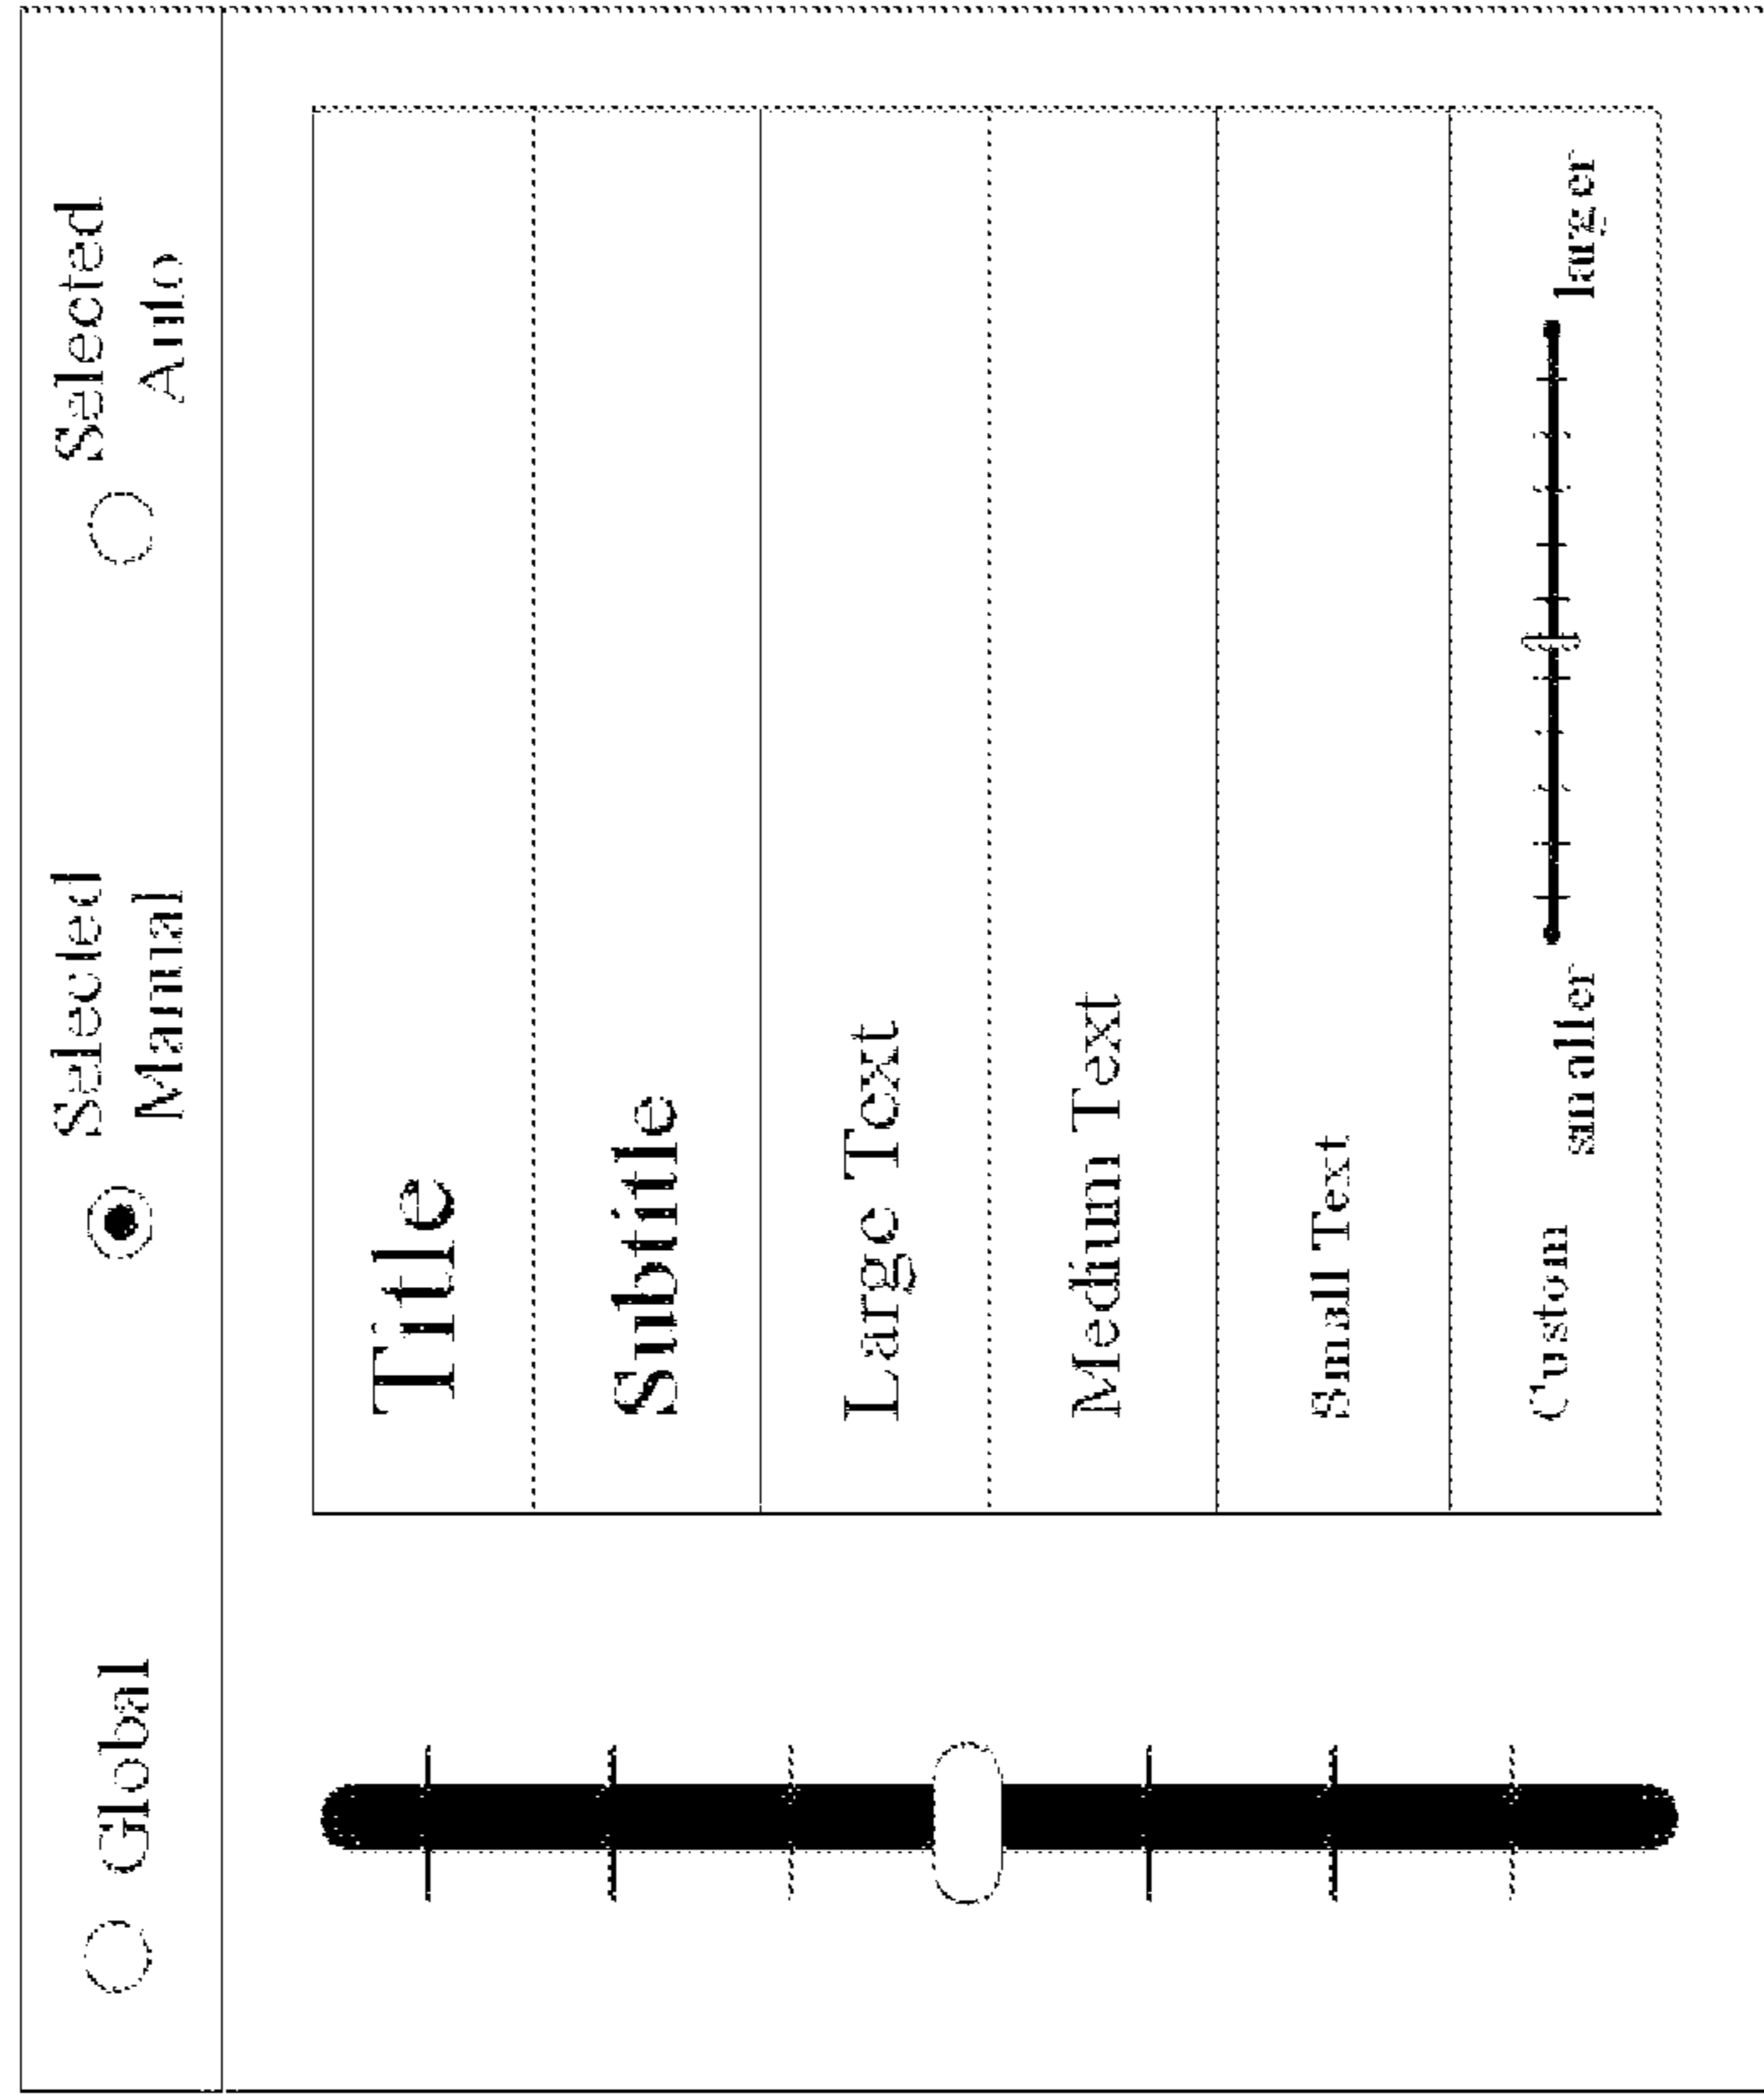 Global
Selected
Manual
Selected
Auto
Title
Subtitle
Large Text
Medium Text
Small Text
Custom
smaller
larger